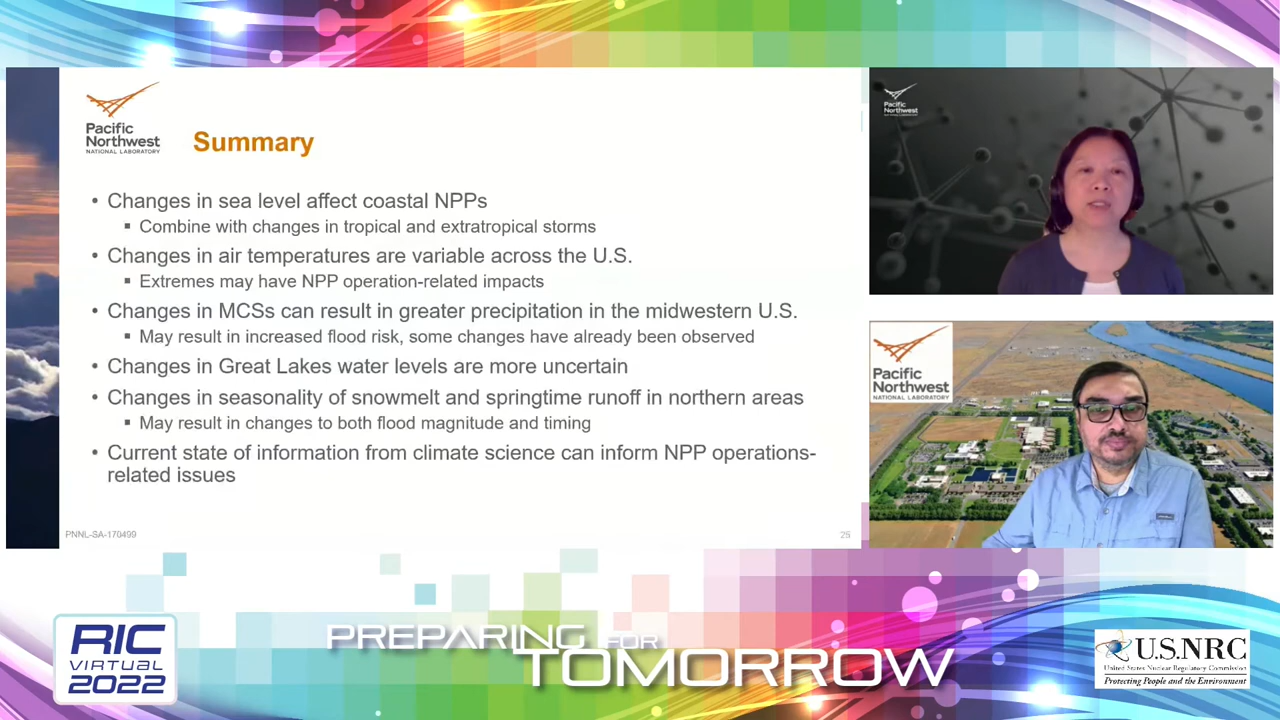 Pacific
Northwest
NATIONAL LABORATORY
Summary
• Changes in sea level affect coastal NPPs
▪ Combine with changes in tropical and extratropical storms
• Changes in air temperatures are variable across the U.S.
▪ Extremes may have NPP operation-related impacts
• Changes in MCSs can result in greater precipitation in the midwestern U.S.
▪ May result in increased flood risk, some changes have already been observed
• Changes in Great Lakes water levels are more uncertain
• Changes in seasonality of snowmelt and springtime runoff in northern areas
▪ May result in changes to both flood magnitude and timing
• Current state of information from climate science can inform NPP operations-
related issues
PNNL-SA-170499
25
Pacific
Northwest
NATIONAL LABORATORY
Pacific
Northwest
NATIONAL LABORATORY
RIC
VIRTUAL
2022
PREPARING FOR
TOMORROW
U.S.NRC
United States Nuclear Regulatory Commission
Protecting People and the Environment